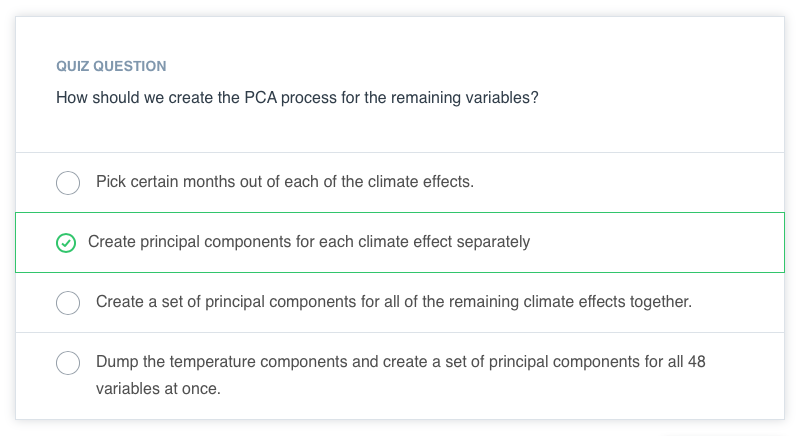 QUIZ QUESTION
How should we create the PCA process for the remaining variables?
Pick certain months out of each of the climate effects.
Create principal components for each climate effect separately
Create a set of principal components for all of the remaining climate effects together.
Dump the temperature components and create a set of principal components for all 48
variables at once.